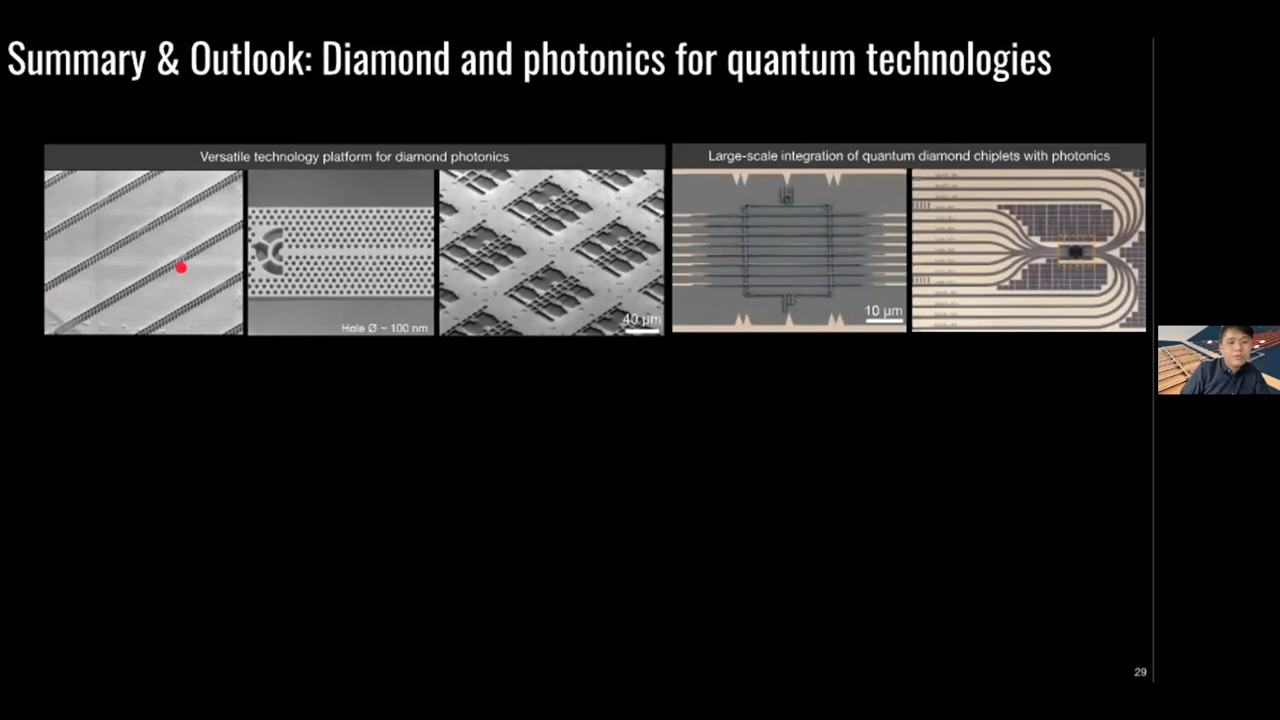 Summary & Outlook: Diamond and photonics for quantum technologies
Versatile technology platform for diamond photonics
Large-scale integration of quantum diamond chiplets with photonics
Hole Ø ~ 100 nm
40 μm
10 μm
29